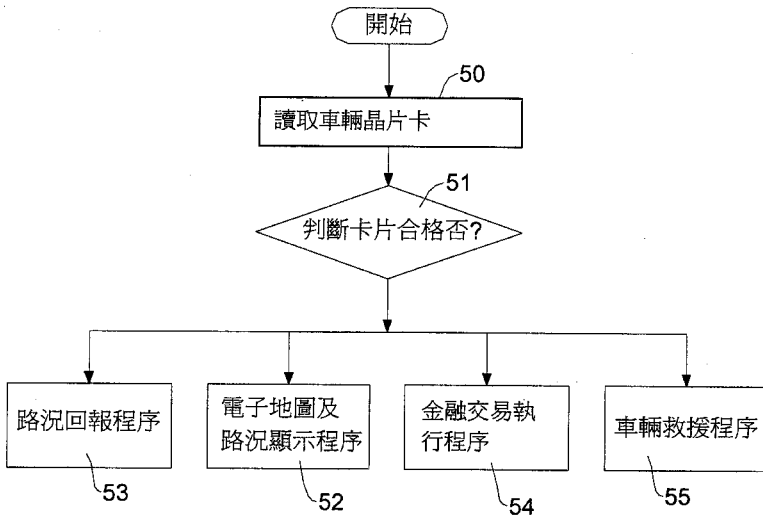 開始
50
讀取車輛晶片卡
51
判斷卡片合格否?
路況回報程序
電子地圖及
路況顯示程序
金融交易執
行程序
車輛救援程序
53
52
54
55